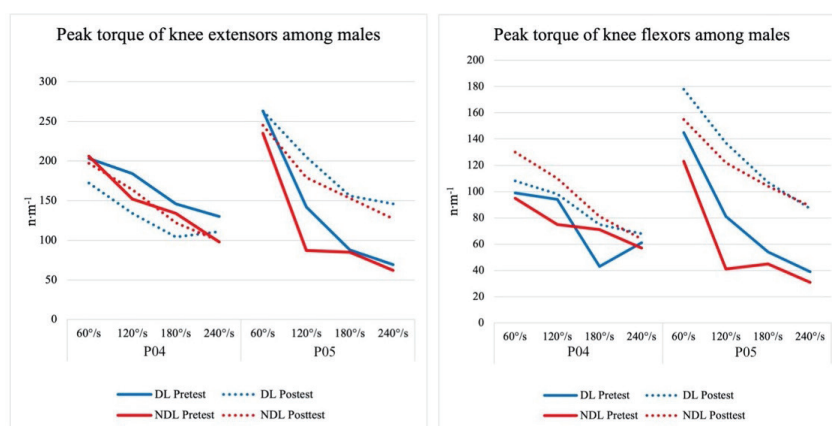 Peak torque of knee extensors among males
300
250
200
150
100
50
0
n·m⁻¹
60°/s 120°/s 180°/s 240°/s 60°/s 120°/s 180°/s 240°/s
P04 P05
DL Pretest DL Postest
NDL Pretest NDL Posttest
Peak torque of knee flexors among males
200
180
160
140
120
100
80
60
40
20
0
n·m⁻¹
60°/s 120°/s 180°/s 240°/s 60°/s 120°/s 180°/s 240°/s
P04 P05
DL Pretest DL Postest
NDL Pretest NDL Posttest